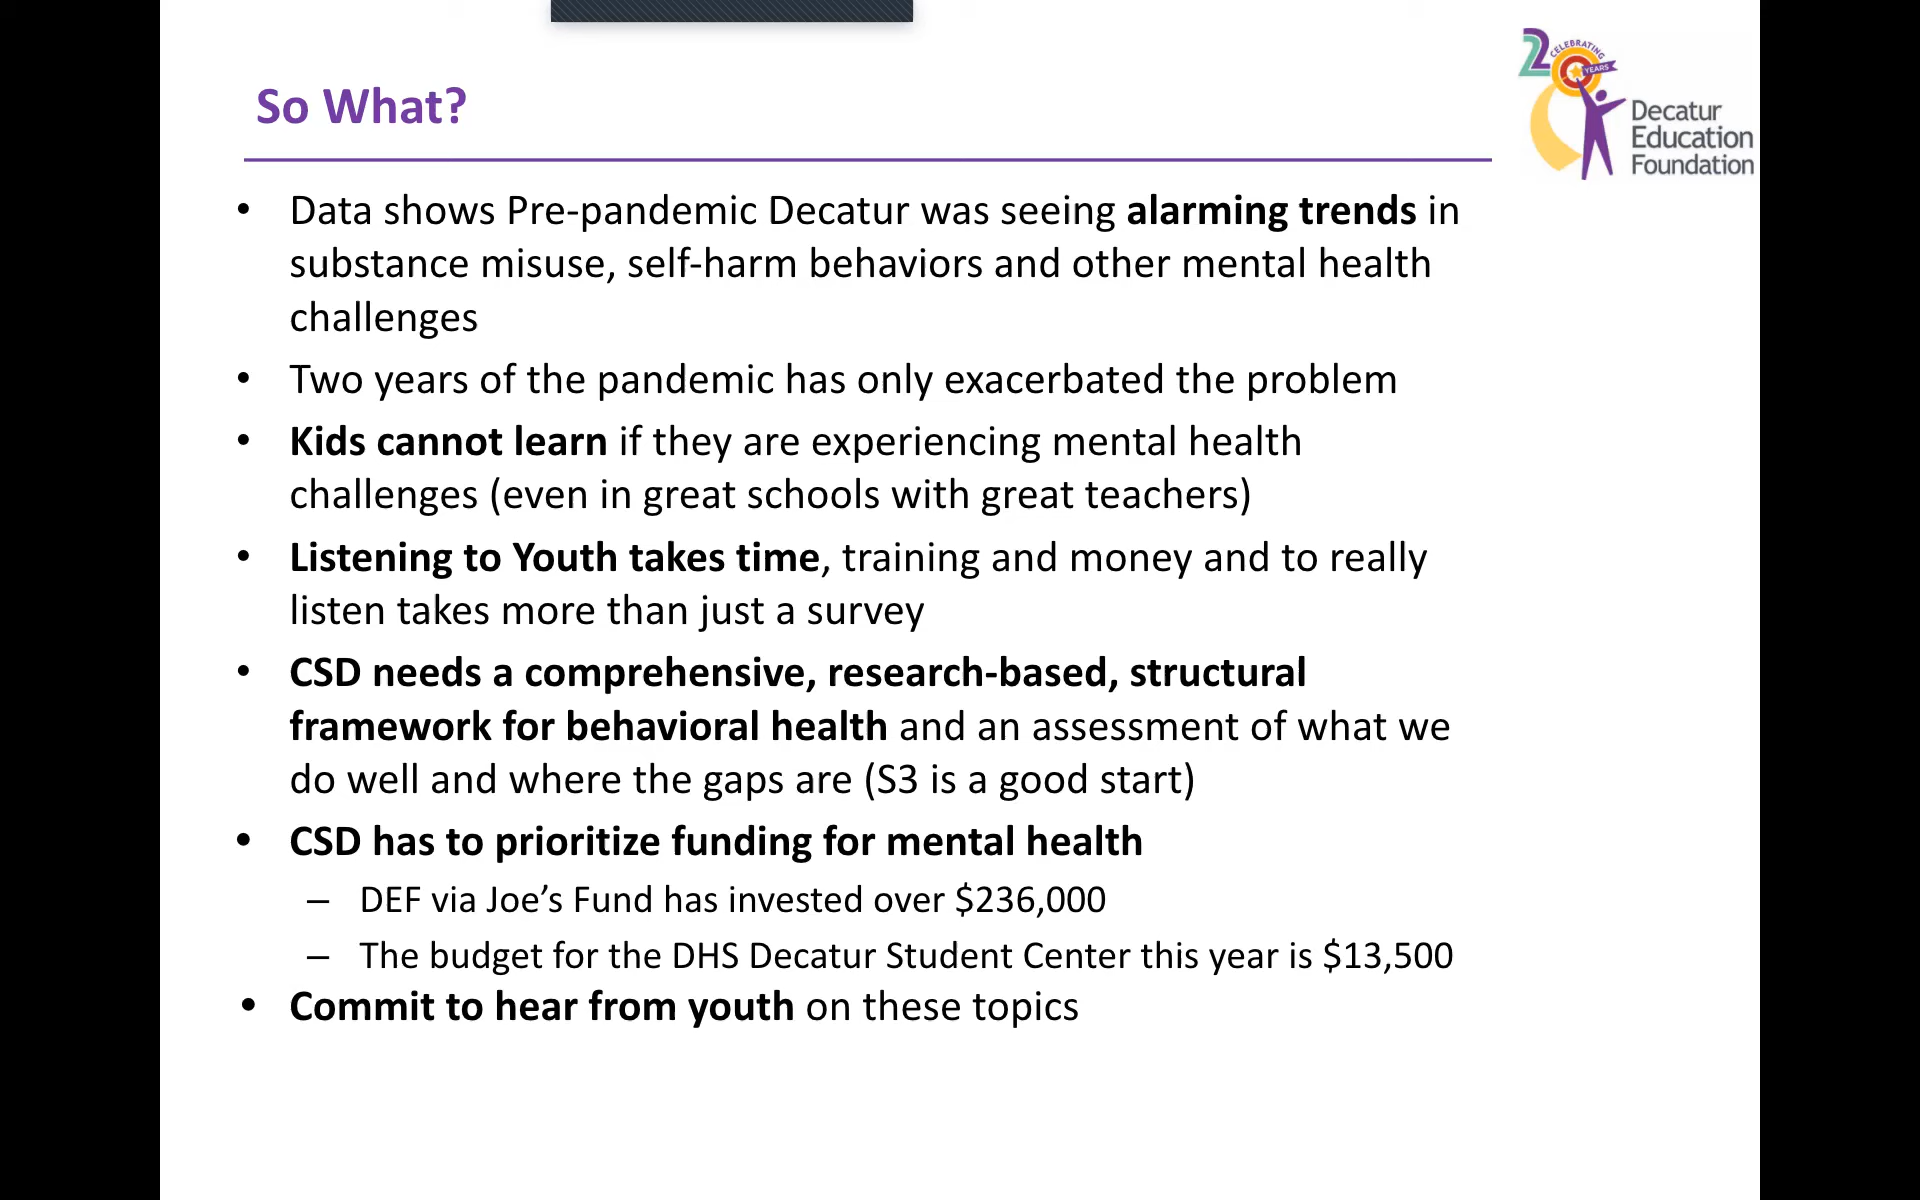 So What?
2 CELEBRATING
YEARS
Decatur
Education
Foundation
• Data shows Pre-pandemic Decatur was seeing alarming trends in
substance misuse, self-harm behaviors and other mental health
challenges
• Two years of the pandemic has only exacerbated the problem
• Kids cannot learn if they are experiencing mental health
challenges (even in great schools with great teachers)
• Listening to Youth takes time, training and money and to really
listen takes more than just a survey
• CSD needs a comprehensive, research-based, structural
framework for behavioral health and an assessment of what we
do well and where the gaps are (S3 is a good start)
• CSD has to prioritize funding for mental health
– DEF via Joe’s Fund has invested over $236,000
– The budget for the DHS Decatur Student Center this year is $13,500
• Commit to hear from youth on these topics